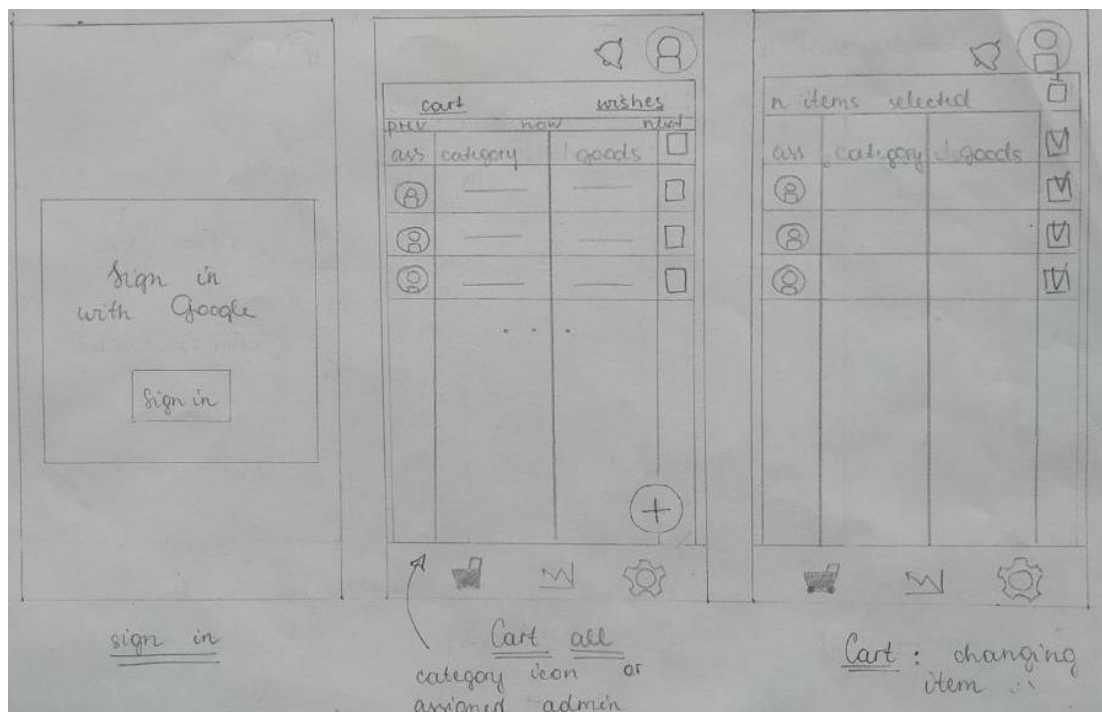 Sign in
with Google
Sign in
sign in
cart wishes
prev now next
ass category goods
Cart all
category icon or
assigned admin
n items selected
ass category goods
Cart : changing
item